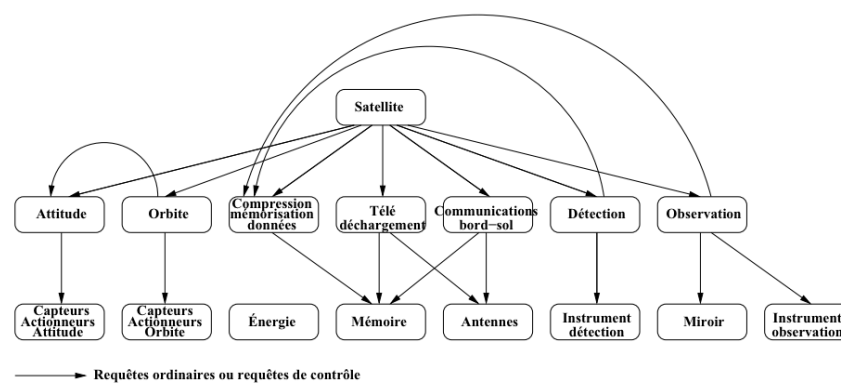 Satellite
Attitude
Orbite
Compression
mémorisation
données
Télé
déchargement
Communications
bord−sol
Détection
Observation
Capteurs
Actionneurs
Attitude
Capteurs
Actionneurs
Orbite
Énergie
Mémoire
Antennes
Instrument
détection
Miroir
Instrument
observation
Requêtes ordinaires ou requêtes de contrôle